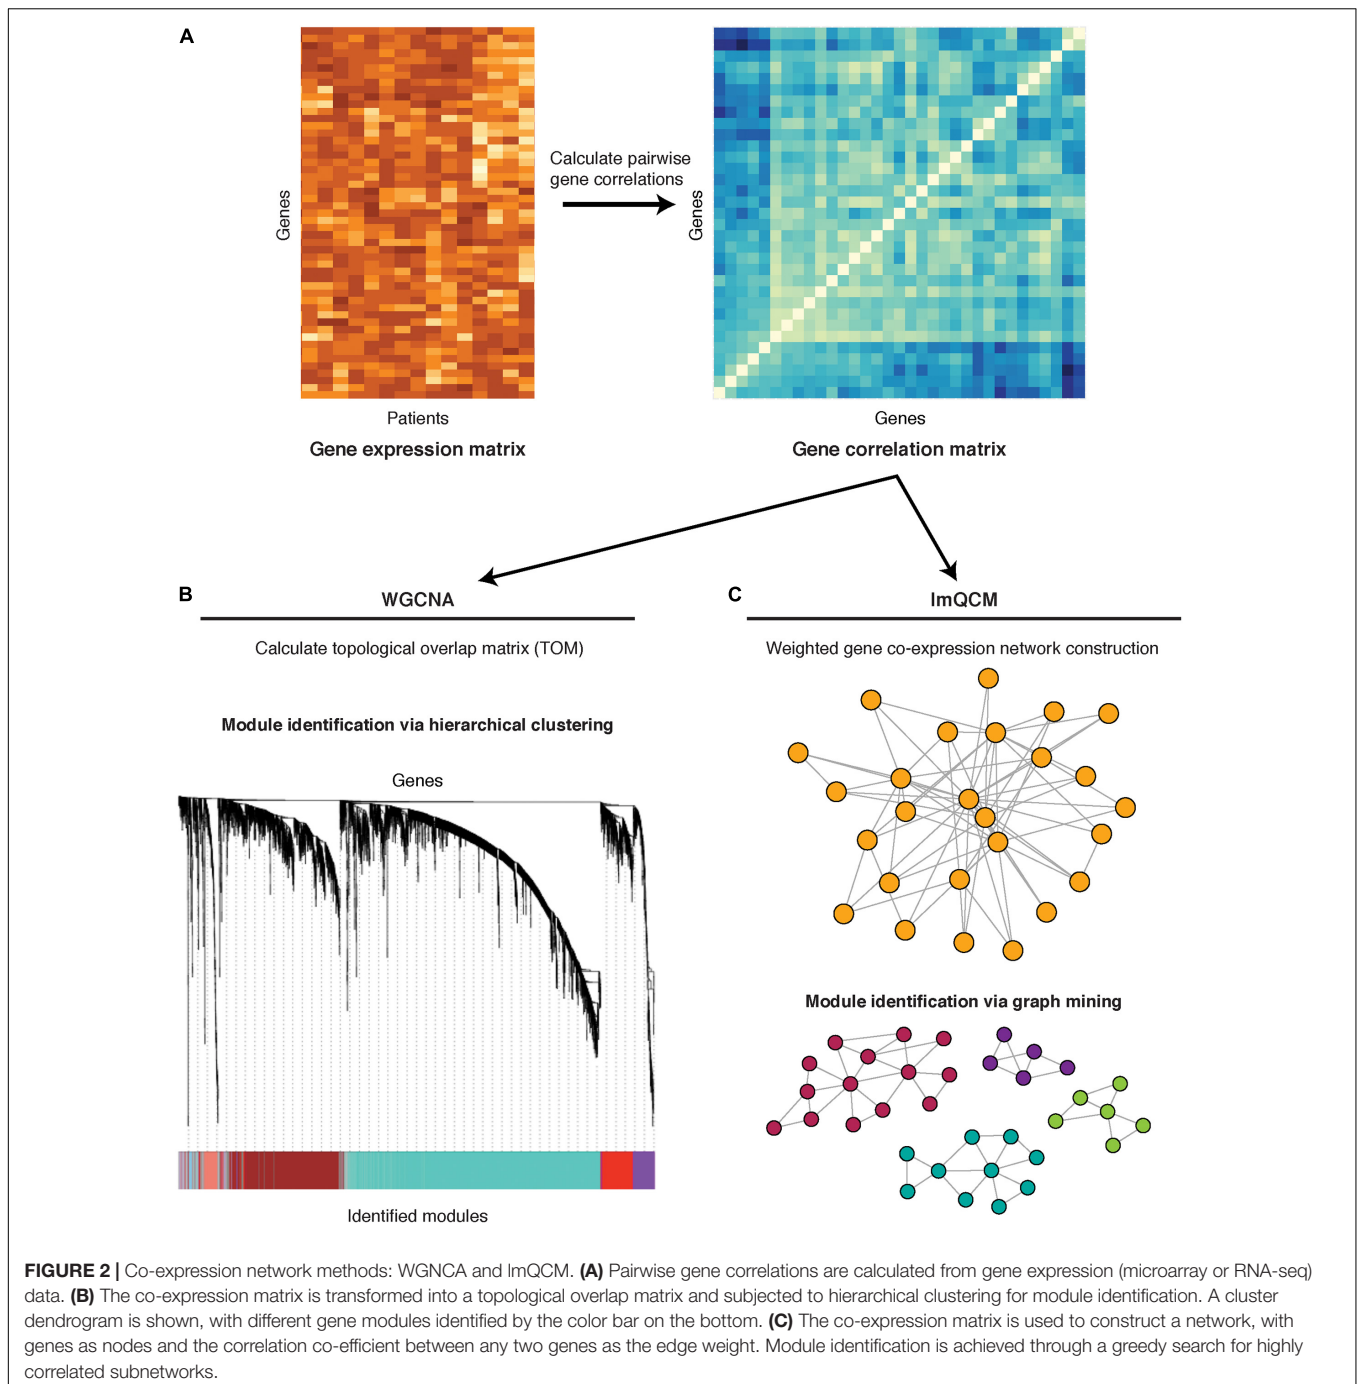 A
Genes
Calculate pairwise
gene correlations
Genes
Patients
Genes
Gene expression matrix
Gene correlation matrix
B
WGCNA
C
lmQCM
Calculate topological overlap matrix (TOM)
Weighted gene co-expression network construction
Module identification via hierarchical clustering
Genes
Module identification via graph mining
Identified modules
FIGURE 2 | Co-expression network methods: WGNCA and lmQCM. (A) Pairwise gene correlations are calculated from gene expression (microarray or RNA-seq)
data. (B) The co-expression matrix is transformed into a topological overlap matrix and subjected to hierarchical clustering for module identification. A cluster
dendrogram is shown, with different gene modules identified by the color bar on the bottom. (C) The co-expression matrix is used to construct a network, with
genes as nodes and the correlation co-efficient between any two genes as the edge weight. Module identification is achieved through a greedy search for highly
correlated subnetworks.